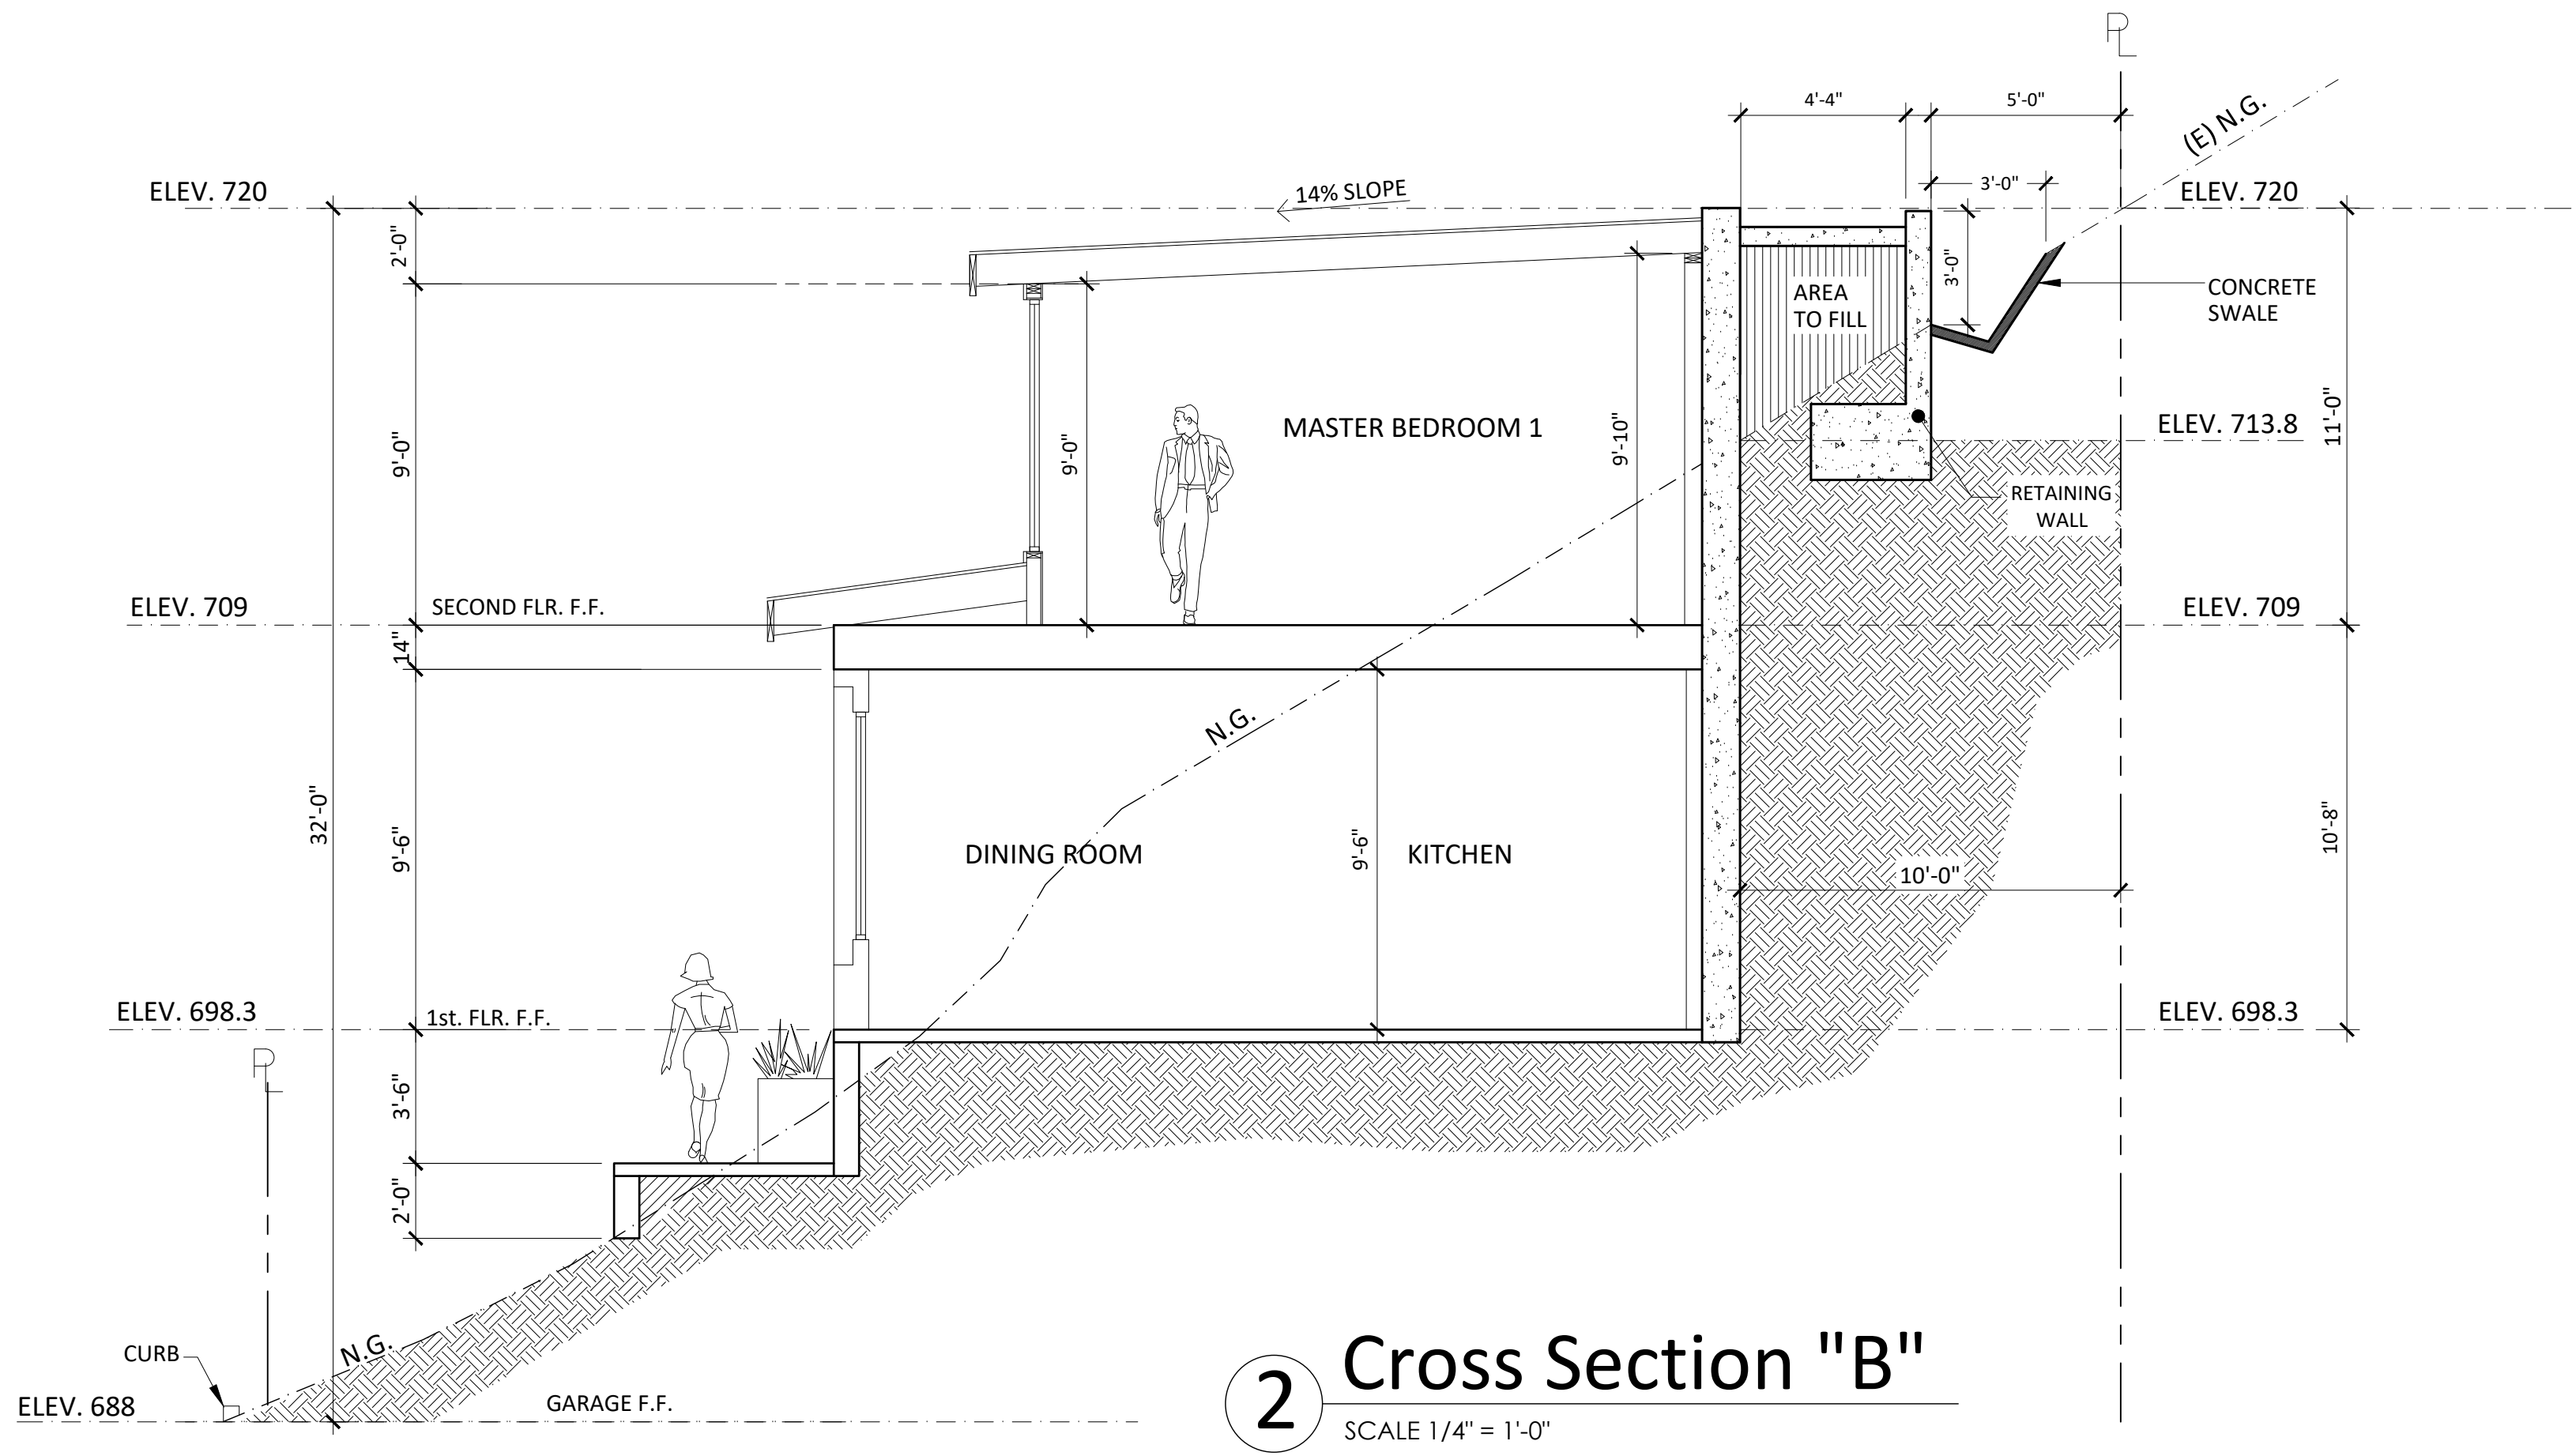 PL
4'-4"
5'-0"
(E) N.G.
ELEV. 720
14% SLOPE
3'-0"
ELEV. 720
2'-0"
3'-0"
AREA
TO FILL
CONCRETE
SWALE
MASTER BEDROOM 1
9'-0"
9'-0"
9'-10"
ELEV. 713.8
11'-0"
RETAINING
WALL
ELEV. 709
SECOND FLR. F.F.
ELEV. 709
14"
N.G.
32'-0"
9'-6"
DINING ROOM
9'-6"
KITCHEN
10'-0"
10'-8"
ELEV. 698.3
1st. FLR. F.F.
ELEV. 698.3
PL
3'-6"
2'-0"
CURB
N.G.
ELEV. 688
GARAGE F.F.
2
Cross Section "B"
SCALE 1/4" = 1'-0"